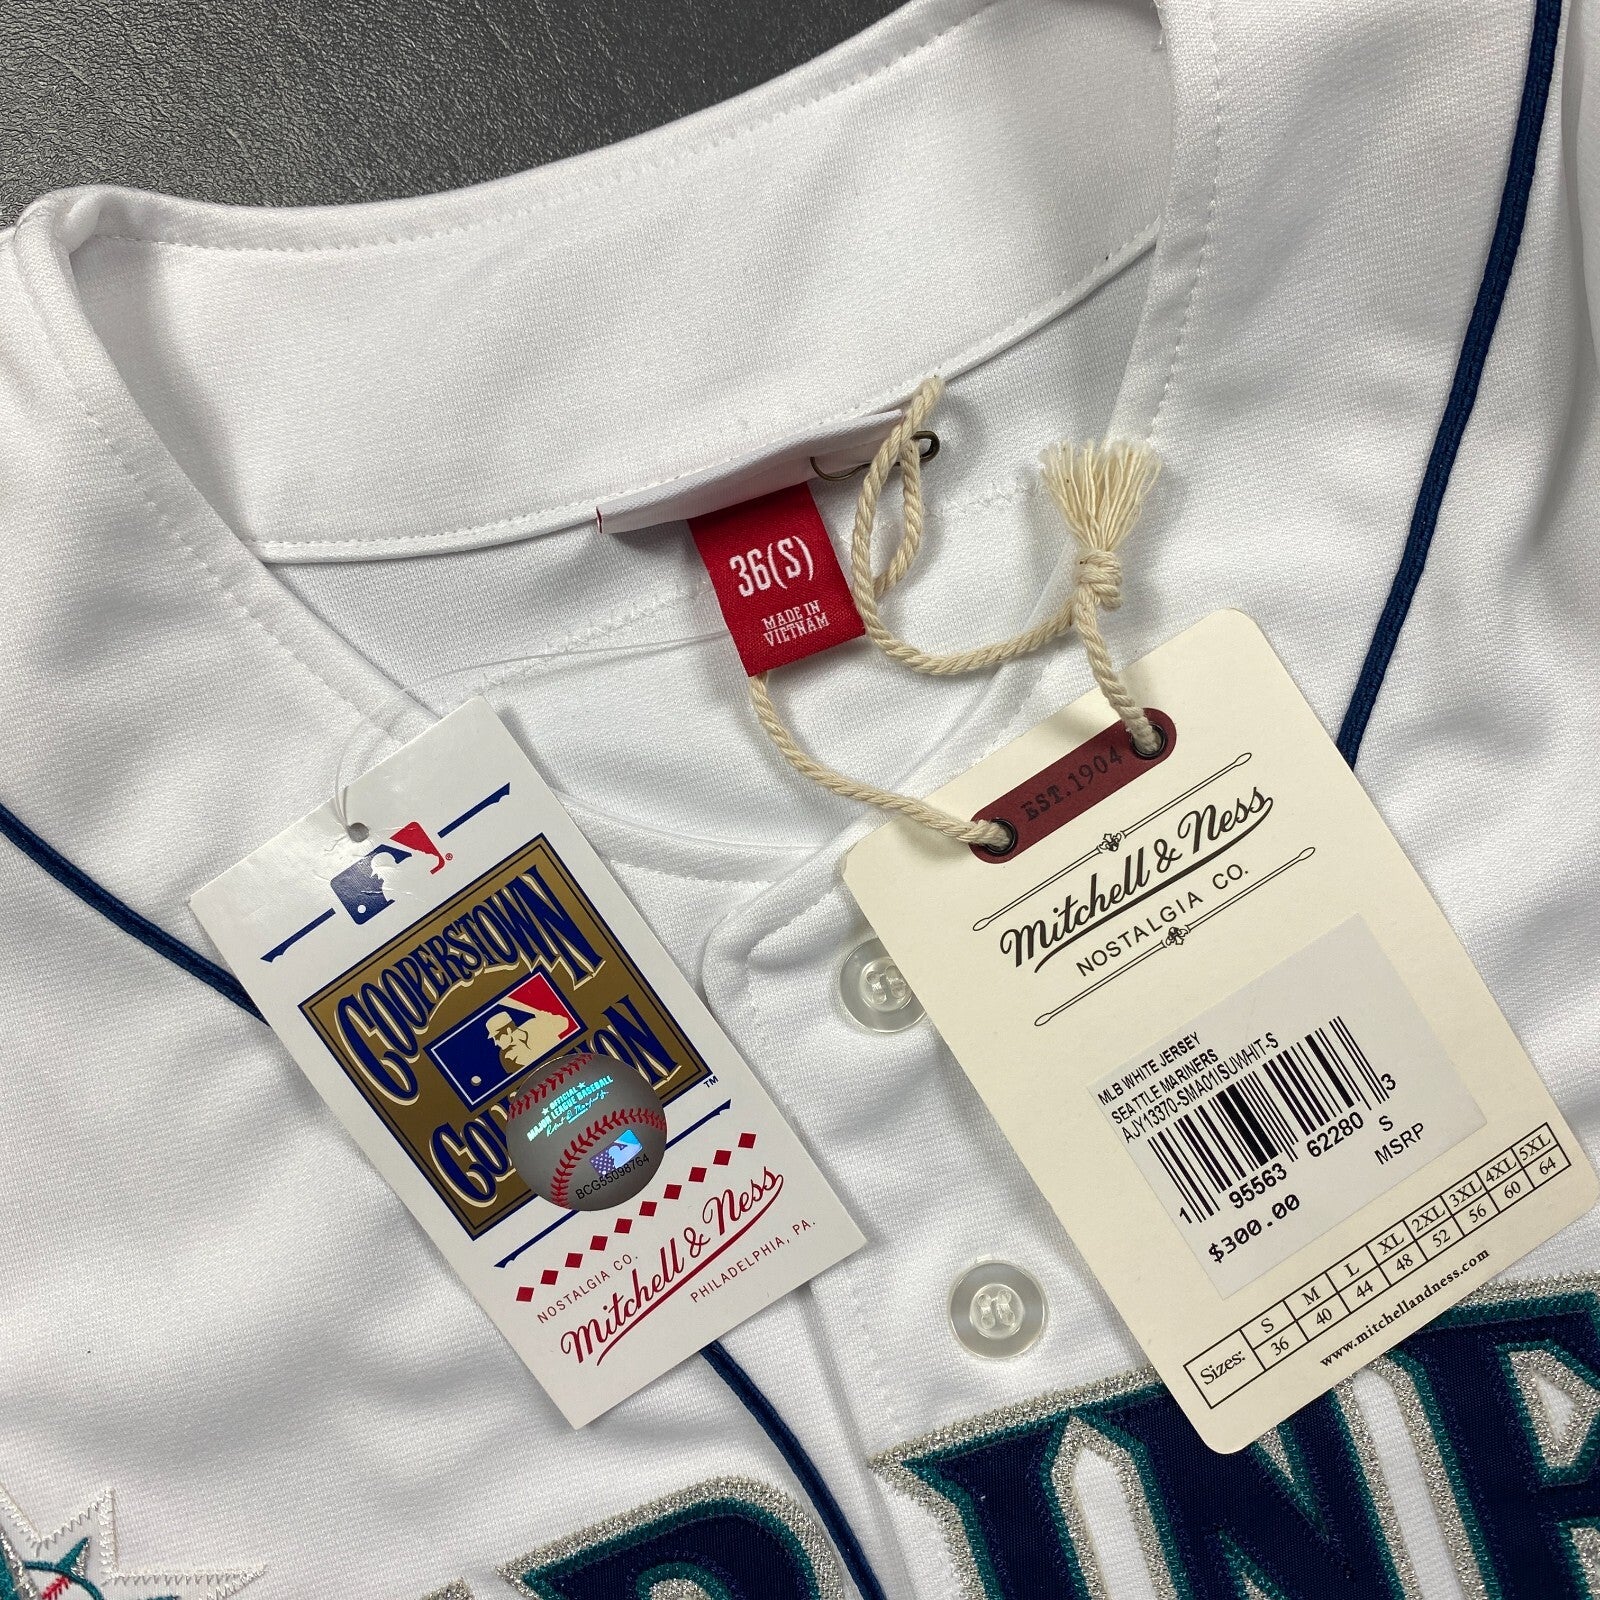 36(S)
MADE IN
VIETNAM
COOPERSTOWN
★ OFFICIAL ★
MAJOR LEAGUE BASEBALL
BCG55098764
NOSTALGIA CO.
Mitchell & Ness
PHILADELPHIA, PA.
EST.1904
Mitchell & Ness
NOSTALGIA CO.
MLB WHITE JERSEY
SEATTLE MARINERS
AJY13370-SMA01ISUWHIT-S
1 95563 62280 3
S
MSRP
$300.00
Sizes: S M L XL 2XL 3XL 4XL 5XL
36 40 44 48 52 56 60 64
www.mitchellandness.com
RINE